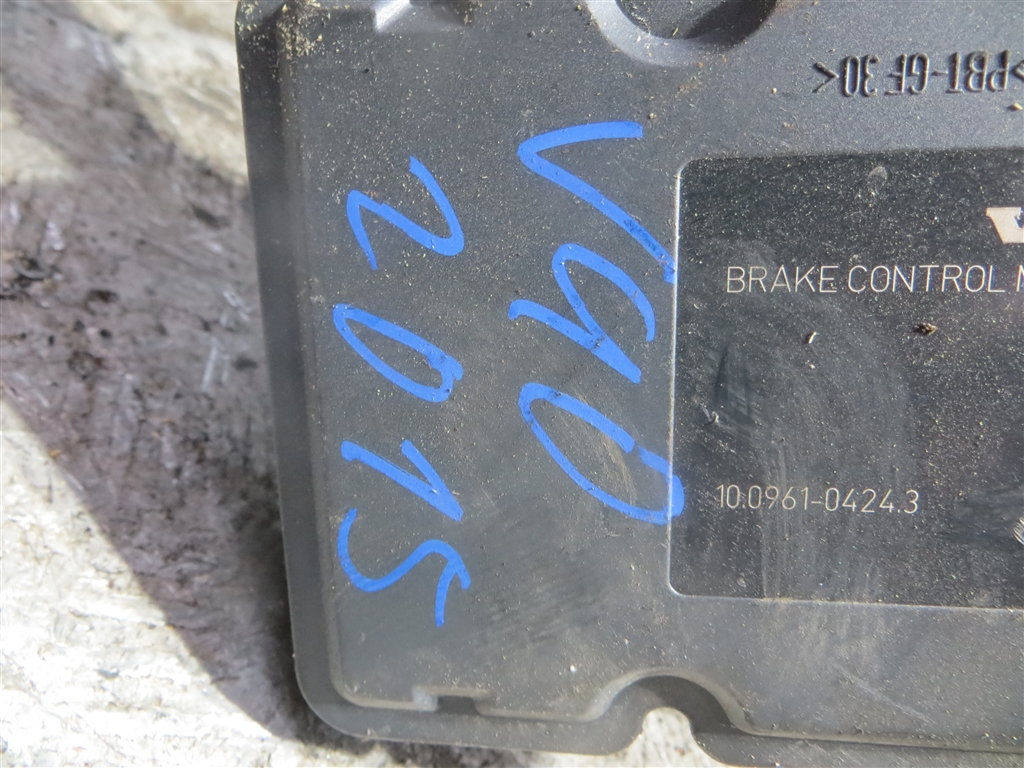 >PBT-GF 30<
V90
2015
BRAKE CONTROL
10.0961-0424.3